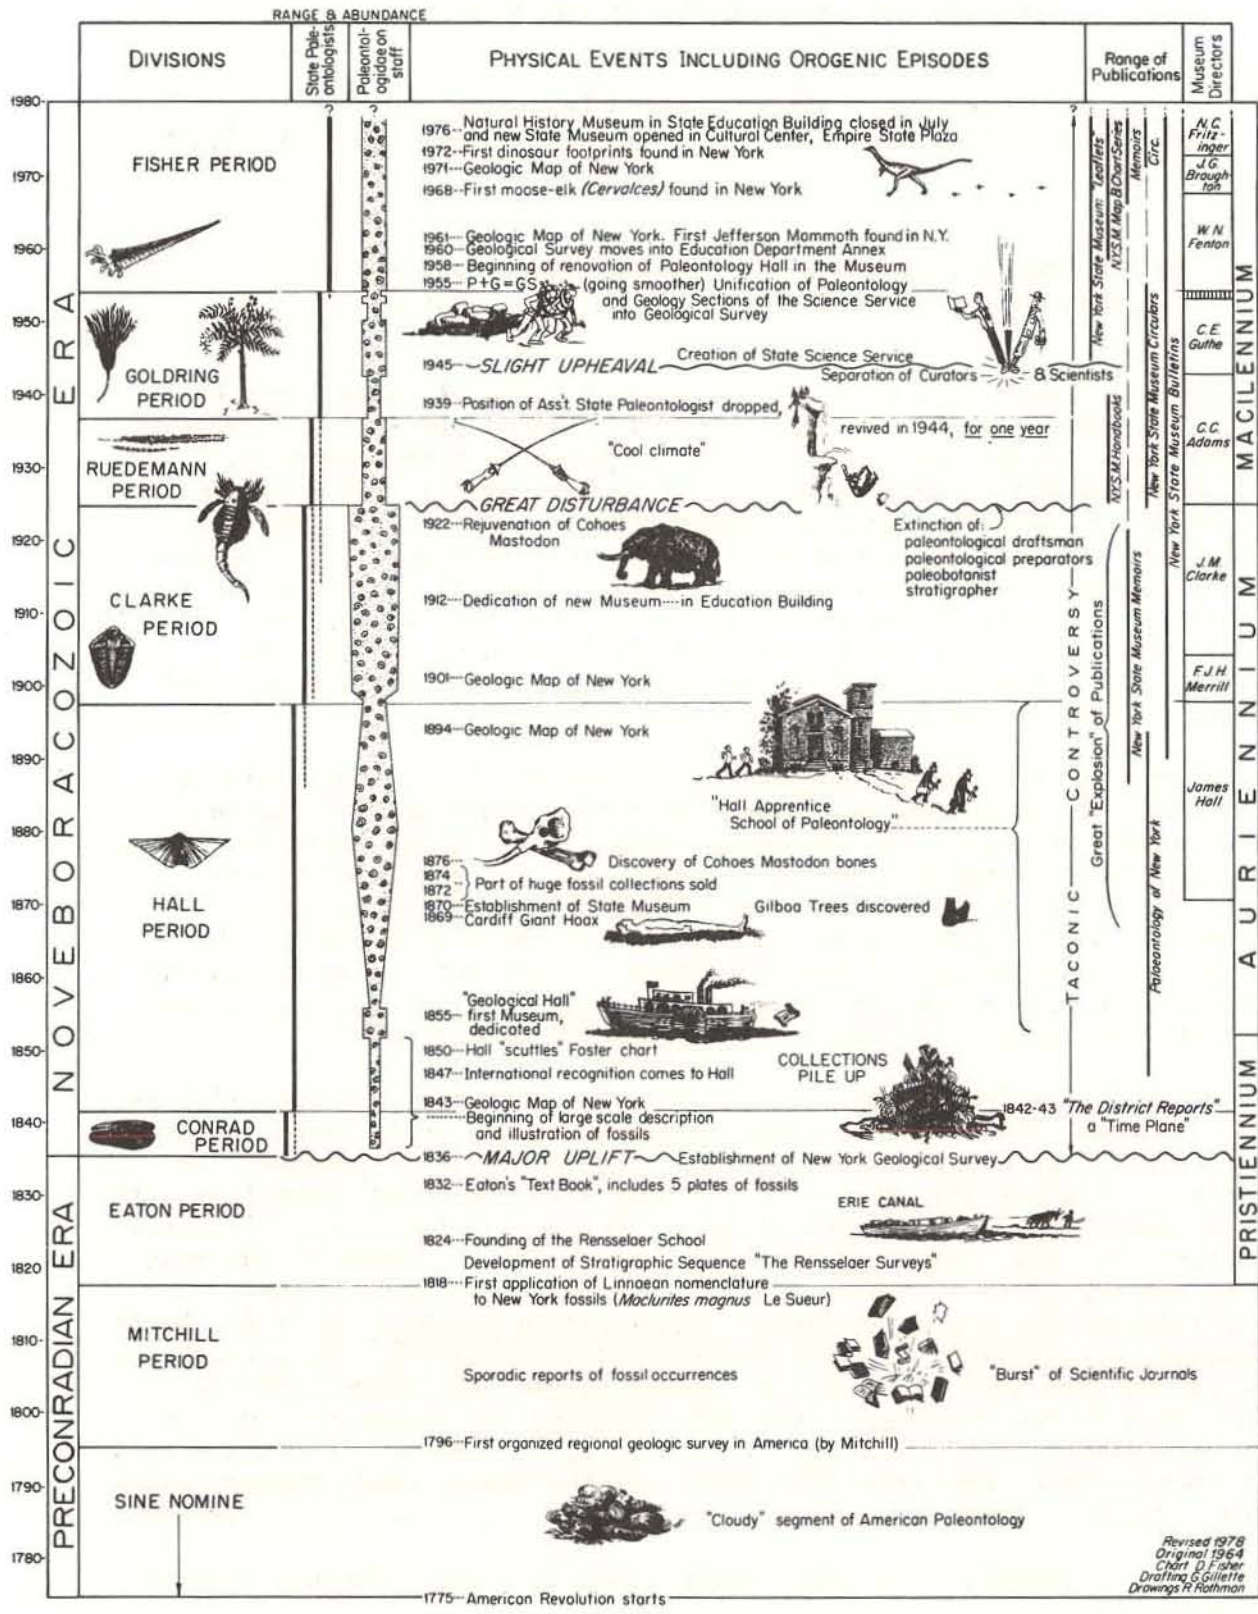 RANGE & ABUNDANCE
DIVISIONS
State Pale-
ontologists
Paleontol-
ogidae on
staff
PHYSICAL EVENTS INCLUDING OROGENIC EPISODES
Range of
Publications
Museum
Directors
1980
1970
1960
1950
1940
1930
1920
1910
1900
1890
1880
1870
1860
1850
1840
1830
1820
1810
1800
1790
1780
NOVEBORACOZOIC ERA
PRECONRADIAN ERA
FISHER PERIOD
GOLDRING
PERIOD
RUEDEMANN
PERIOD
CLARKE
PERIOD
HALL
PERIOD
CONRAD
PERIOD
EATON PERIOD
MITCHILL
PERIOD
SINE NOMINE
?
?
?
1976 Natural History Museum in State Education Building closed in July
and new State Museum opened in Cultural Center, Empire State Plaza
1972 First dinosaur footprints found in New York
1971 Geologic Map of New York
1968 First moose-elk (Cervalces) found in New York
1961 Geologic Map of New York. First Jefferson Mammoth found in N.Y.
1960 Geological Survey moves into Education Department Annex
1958 Beginning of renovation of Paleontology Hall in the Museum
1955 P+G=GS (going smoother) Unification of Paleontology
and Geology Sections of the Science Service
into Geological Survey
1945 SLIGHT UPHEAVAL Creation of State Science Service
Separation of Curators & Scientists
1939 Position of Ass't. State Paleontologist dropped,
revived in 1944, for one year
"Cool climate"
GREAT DISTURBANCE
1922 Rejuvenation of Cohoes
Mastodon
Extinction of:
paleontological draftsman
paleontological preparators
paleobotanist
stratigrapher
1912 Dedication of new Museum----in Education Building
1901 Geologic Map of New York
1894 Geologic Map of New York
"Hall Apprentice
School of Paleontology"
1876 Discovery of Cohoes Mastodon bones
1874
1872 Part of huge fossil collections sold
1870 Establishment of State Museum Gilboa Trees discovered
1869 Cardiff Giant Hoax
"Geological Hall"
1855 first Museum,
dedicated
1850 Hall "scuttles" Foster chart
COLLECTIONS
PILE UP
1847 International recognition comes to Hall
1843 Geologic Map of New York
Beginning of large scale description
and illustration of fossils
1842-43 "The District Reports"
a "Time Plane"
1836 MAJOR UPLIFT Establishment of New York Geological Survey
1832 Eaton's "Text Book", includes 5 plates of fossils
ERIE CANAL
1824 Founding of the Rensselaer School
Development of Stratigraphic Sequence "The Rensselaer Surveys"
1818 First application of Linnaean nomenclature
to New York fossils (Maclurites magnus Le Sueur)
Sporadic reports of fossil occurrences
"Burst" of Scientific Journals
1796 First organized regional geologic survey in America (by Mitchill)
"Cloudy" segment of American Paleontology
1775 American Revolution starts
TACONIC CONTROVERSY
Great "Explosion" of Publications
New York State Museum: "Leaflets"
N.Y.S.M. Map & Chart Series
Memoirs
Circ.
N.Y.S.M. Handbooks
New York State Museum Circulars
New York State Museum Bulletins
New York State Museum Memoirs
Palaeontology of New York
N.C.
Fritz-
inger
J.G.
Brough-
ton
W.N.
Fenton
C.E.
Guthe
C.C.
Adams
J.M.
Clarke
F.J.H.
Merrill
James
Hall
MACILENNIUM
AURIENNIUM
PRISTIENNIUM
Revised 1978
Original 1964
Chart D. Fisher
Drafting G. Gillette
Drawings R. Rothman